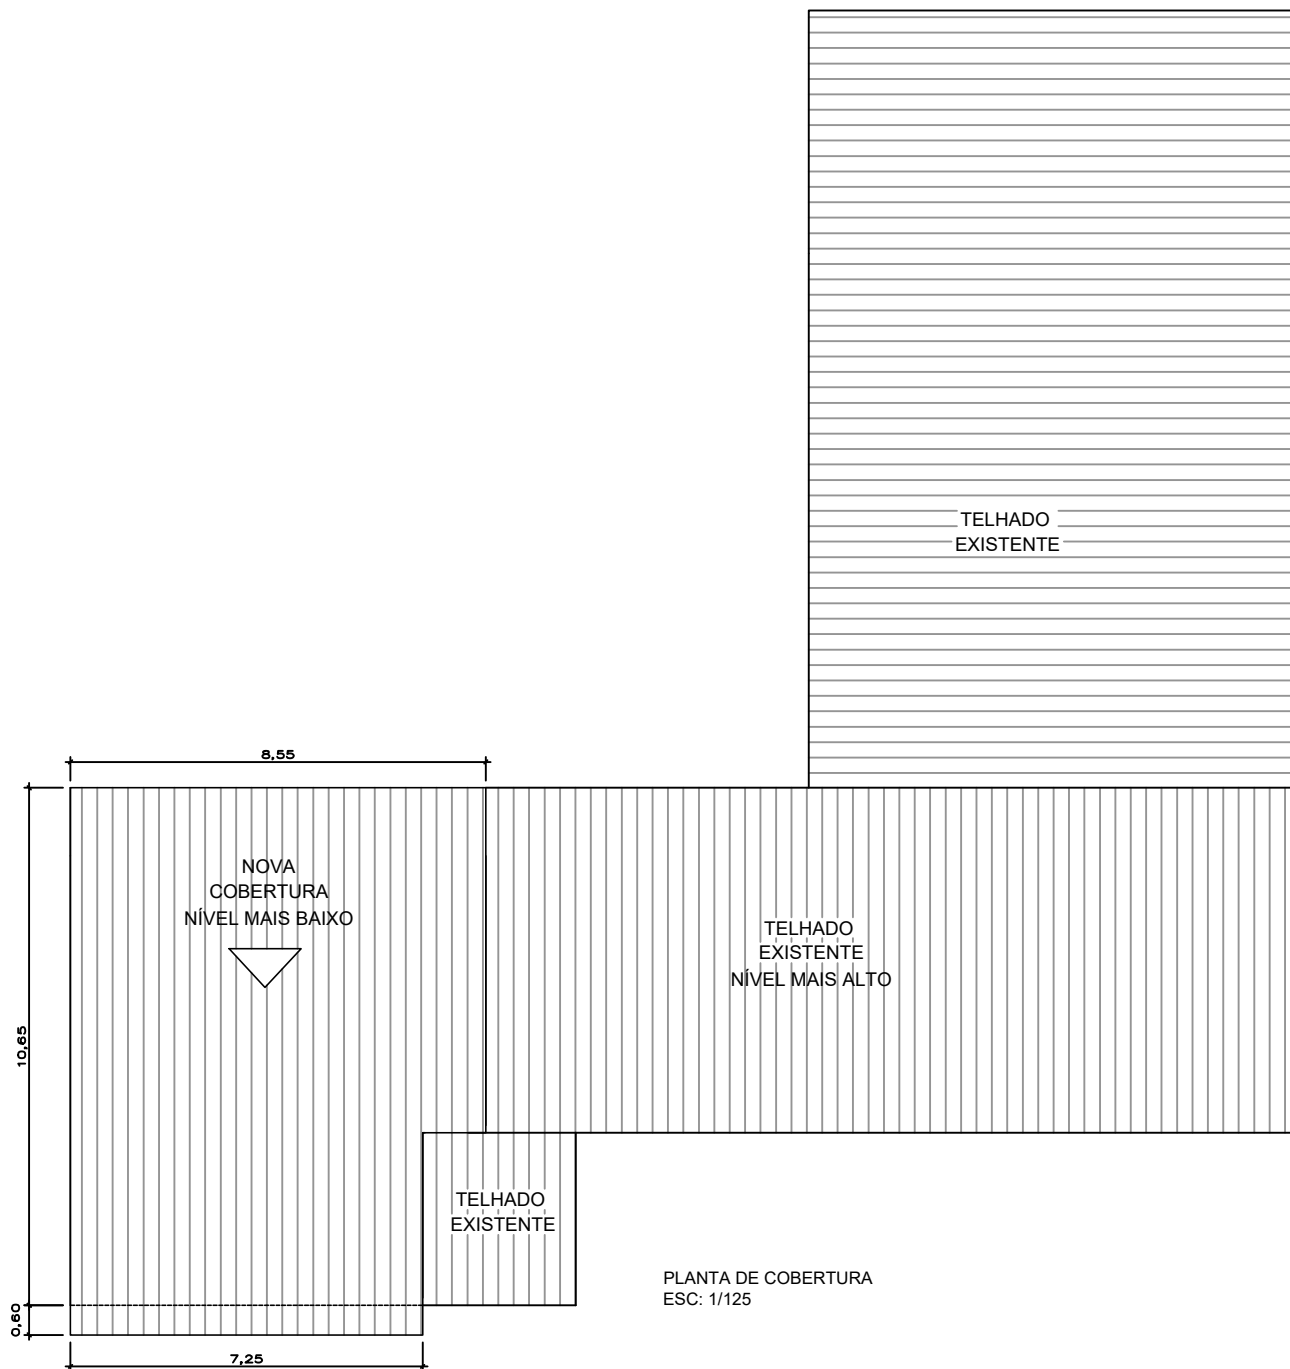 TELHADO
EXISTENTE
8,55
NOVA
COBERTURA
NÍVEL MAIS BAIXO
TELHADO
EXISTENTE
NÍVEL MAIS ALTO
10,65
TELHADO
EXISTENTE
PLANTA DE COBERTURA
ESC: 1/125
0,60
7,25